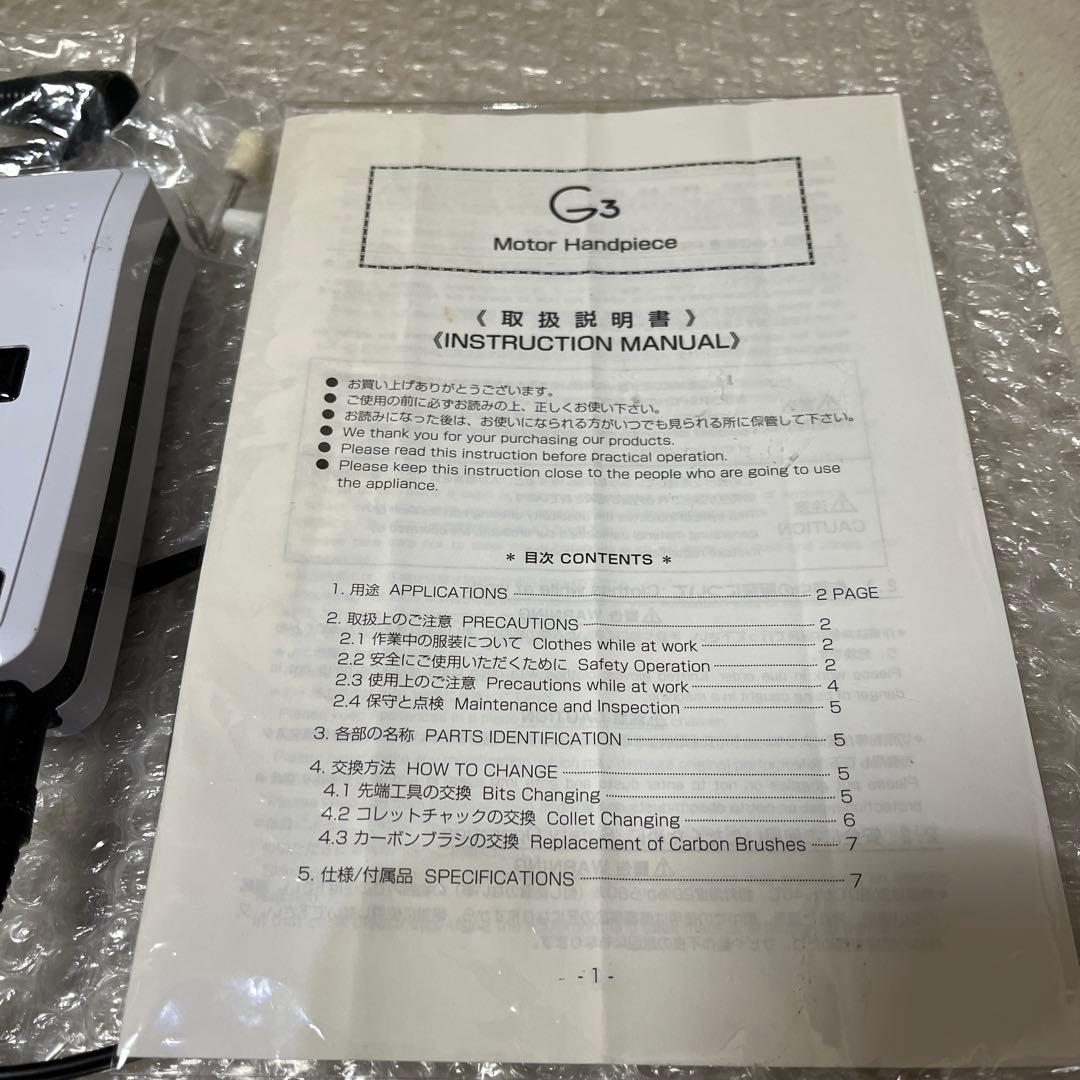 G3
Motor Handpiece
《取扱説明書》
《INSTRUCTION MANUAL》
● お買い上げありがとうございます。
● ご使用の前に必ずお読みの上、正しくお使い下さい。
● お読みになった後は、お使いになられる方がいつでも見られる所に保管して下さい。
● We thank you for your purchasing our products.
● Please read this instruction before practical operation.
● Please keep this instruction close to the people who are going to use
the appliance.
注意
CAUTION
＊ 目次 CONTENTS ＊
1. 用途 APPLICATIONS 2 PAGE
2. 取扱上のご注意 PRECAUTIONS 2
2.1 作業中の服装について Clothes while at work 2
2.2 安全にご使用いただくために Safety Operation 2
2.3 使用上のご注意 Precautions while at work 4
2.4 保守と点検 Maintenance and Inspection 5
3. 各部の名称 PARTS IDENTIFICATION 5
4. 交換方法 HOW TO CHANGE 5
4.1 先端工具の交換 Bits Changing 5
4.2 コレットチャックの交換 Collet Changing 6
4.3 カーボンブラシの交換 Replacement of Carbon Brushes 7
5. 仕様/付属品 SPECIFICATIONS 7
- 1 -